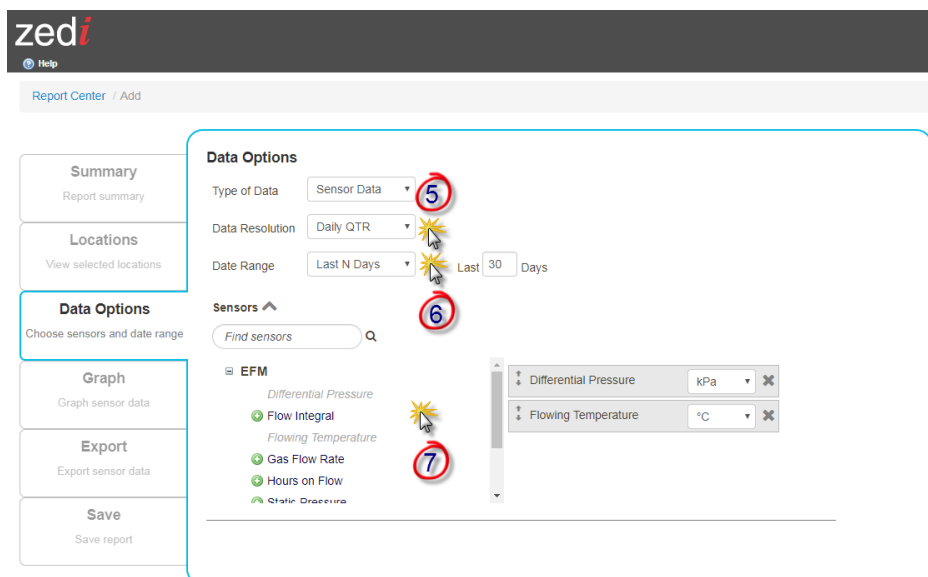 zedi
Help
Report Center / Add
Summary
Report summary
Locations
View selected locations
Data Options
Choose sensors and date range
Graph
Graph sensor data
Export
Export sensor data
Save
Save report
Data Options
Type of Data Sensor Data 5
Data Resolution Daily QTR
Date Range Last N Days Last 30 Days
6
Sensors
Find sensors
EFM
Differential Pressure
Flow Integral
Flowing Temperature
Gas Flow Rate
Hours on Flow
Static Pressure
7
Differential Pressure kPa
Flowing Temperature °C